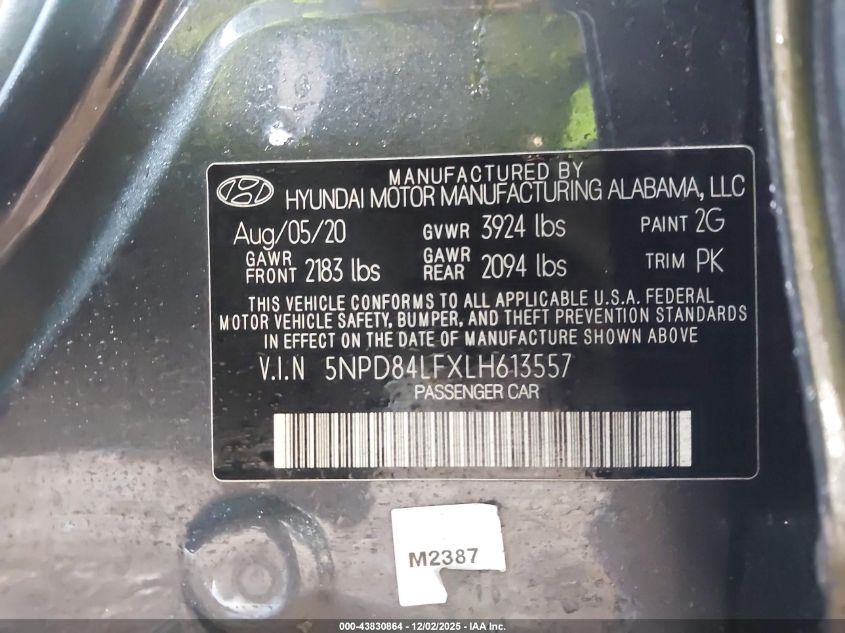 MANUFACTURED BY
HYUNDAI MOTOR MANUFACTURING ALABAMA, LLC
Aug/05/20 GVWR 3924 lbs PAINT 2G
GAWR FRONT 2183 lbs GAWR REAR 2094 lbs TRIM PK
THIS VEHICLE CONFORMS TO ALL APPLICABLE U.S.A. FEDERAL
MOTOR VEHICLE SAFETY, BUMPER, AND THEFT PREVENTION STANDARDS
IN EFFECT ON THE DATE OF MANUFACTURE SHOWN ABOVE
V.I.N 5NPD84LFXLH613557
PASSENGER CAR
M2387
000-43830864 - 12/02/2025 - IAA Inc.